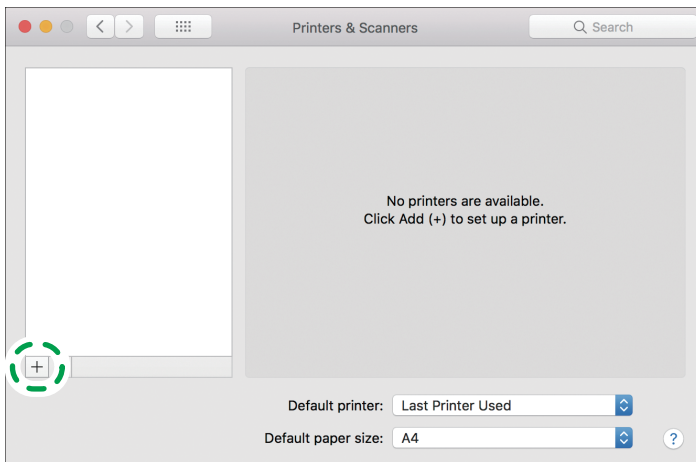 Printers & Scanners
Search
No printers are available.
Click Add (+) to set up a printer.
+
Default printer: Last Printer Used
Default paper size: A4
?